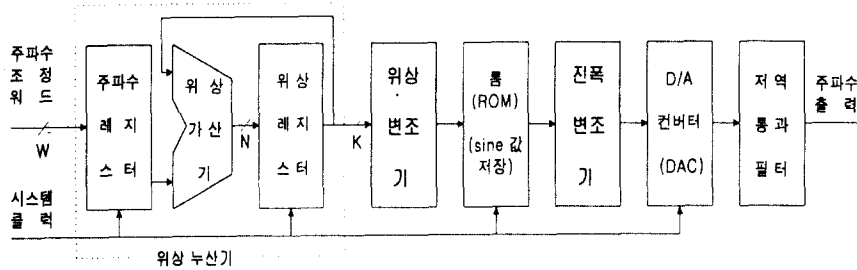 주파수
조정
워드
W
시스템
클럭
주파수
레지
스터
위 상
가 산
기
N
위 상
레 지
스 터
K
위상
변조
기
롬
(ROM)
(sine 값
저장)
진폭
변조
기
D/A
컨버터
(DAC)
저 역
통 과
필 터
주파수
출 력
위상 누산기